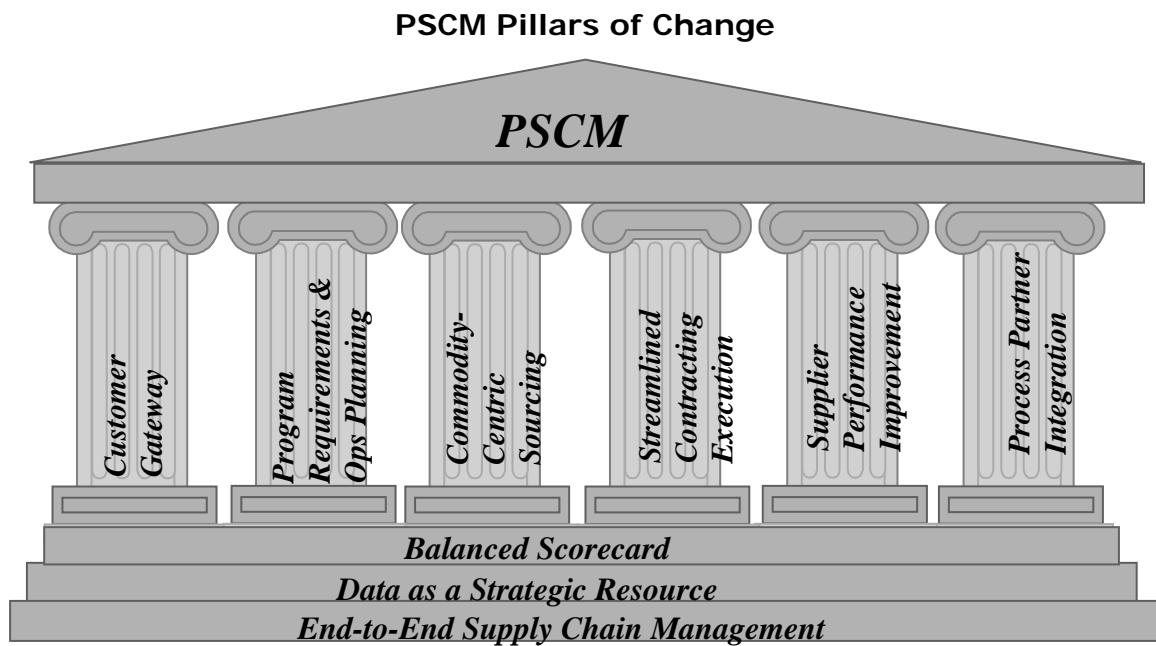 PSCM Pillars of Change
PSCM
Customer
Gateway
Program
Requirements &
Ops Planning
Commodity-
Centric
Sourcing
Streamlined
Contracting
Execution
Supplier
Performance
Improvement
Process Partner
Integration
Balanced Scorecard
Data as a Strategic Resource
End-to-End Supply Chain Management